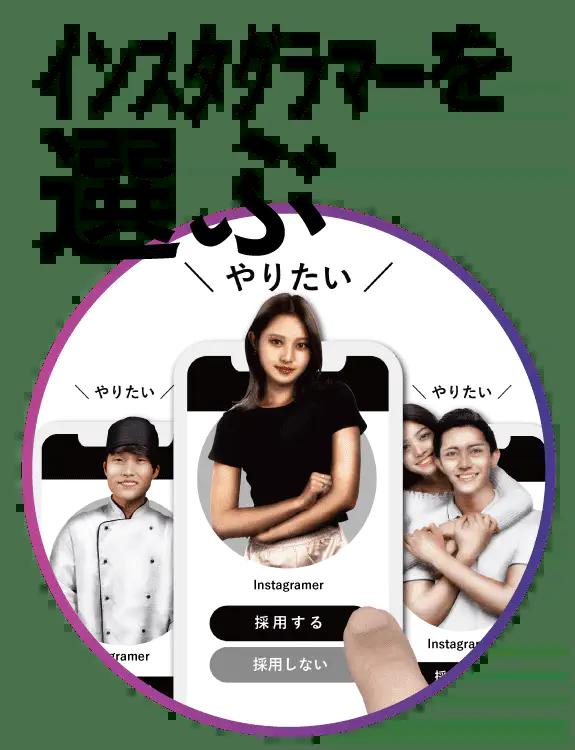 インスタグラマーを
選ぶ
＼ やりたい ／
＼ やりたい ／
＼ やりたい ／
Instagramer
採用する
採用しない
gramer
Instagra
採